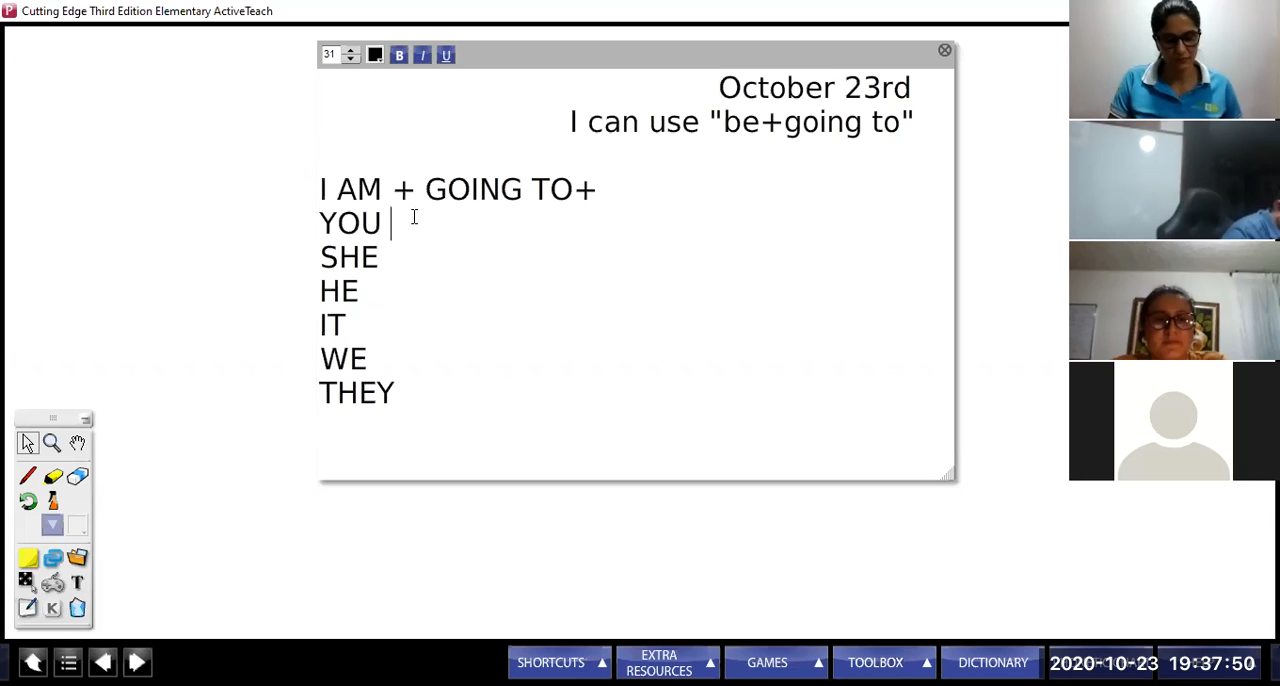 Cutting Edge Third Edition Elementary ActiveTeach
31
B I U
October 23rd
I can use "be+going to"
I AM + GOING TO+
YOU
SHE
HE
IT
WE
THEY
T
K
SHORTCUTS
EXTRA
RESOURCES
GAMES
TOOLBOX
DICTIONARY
2020-10-23 19:37:50